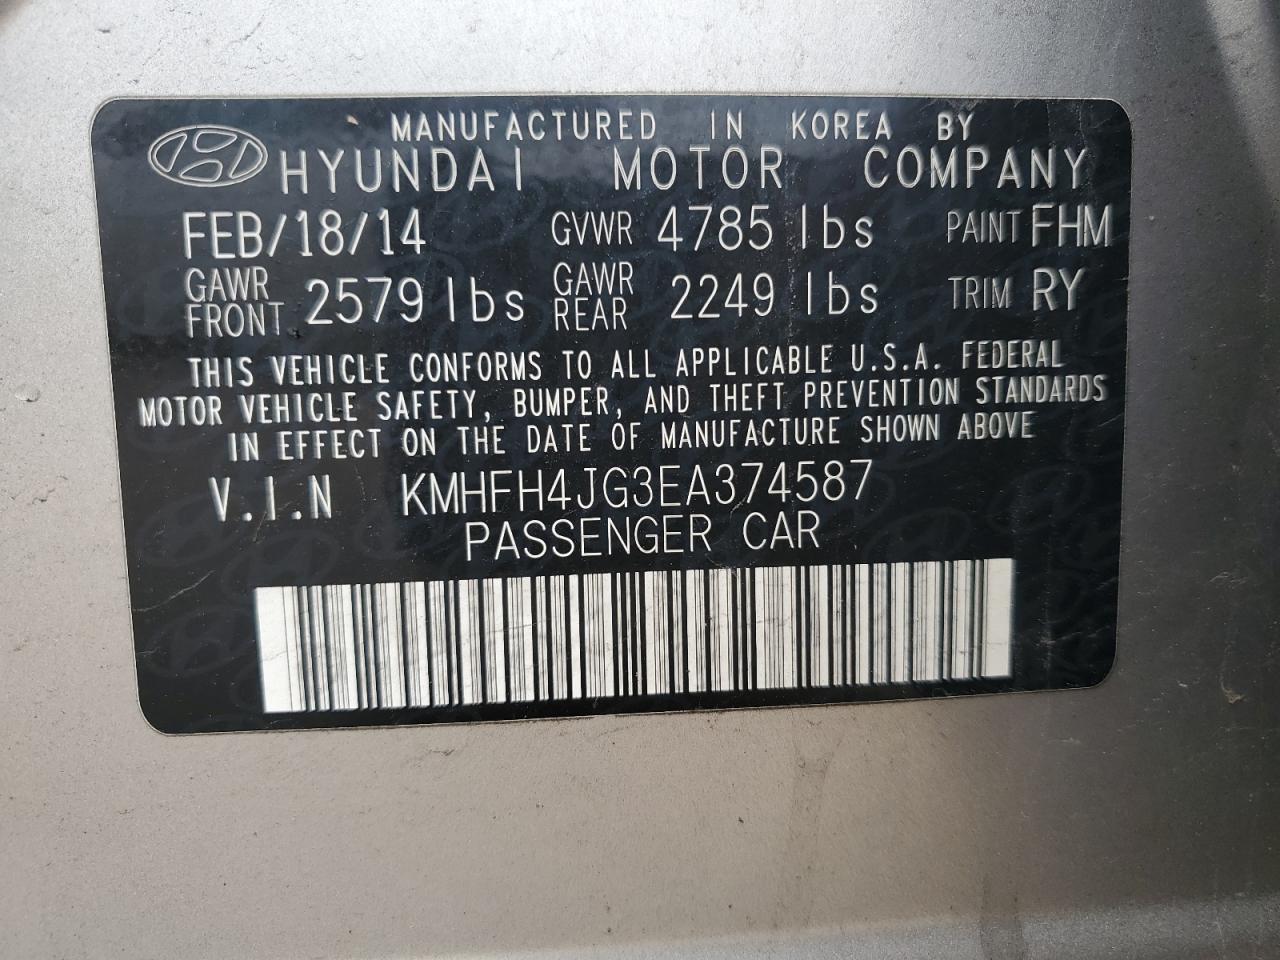 MANUFACTURED IN KOREA BY
HYUNDAI MOTOR COMPANY
FEB/18/14 GVWR 4785 lbs PAINT FHM
GAWR FRONT 2579 lbs GAWR REAR 2249 lbs TRIM RY
THIS VEHICLE CONFORMS TO ALL APPLICABLE U.S.A. FEDERAL
MOTOR VEHICLE SAFETY, BUMPER, AND THEFT PREVENTION STANDARDS
IN EFFECT ON THE DATE OF MANUFACTURE SHOWN ABOVE
V.I.N KMHFH4JG3EA374587
PASSENGER CAR